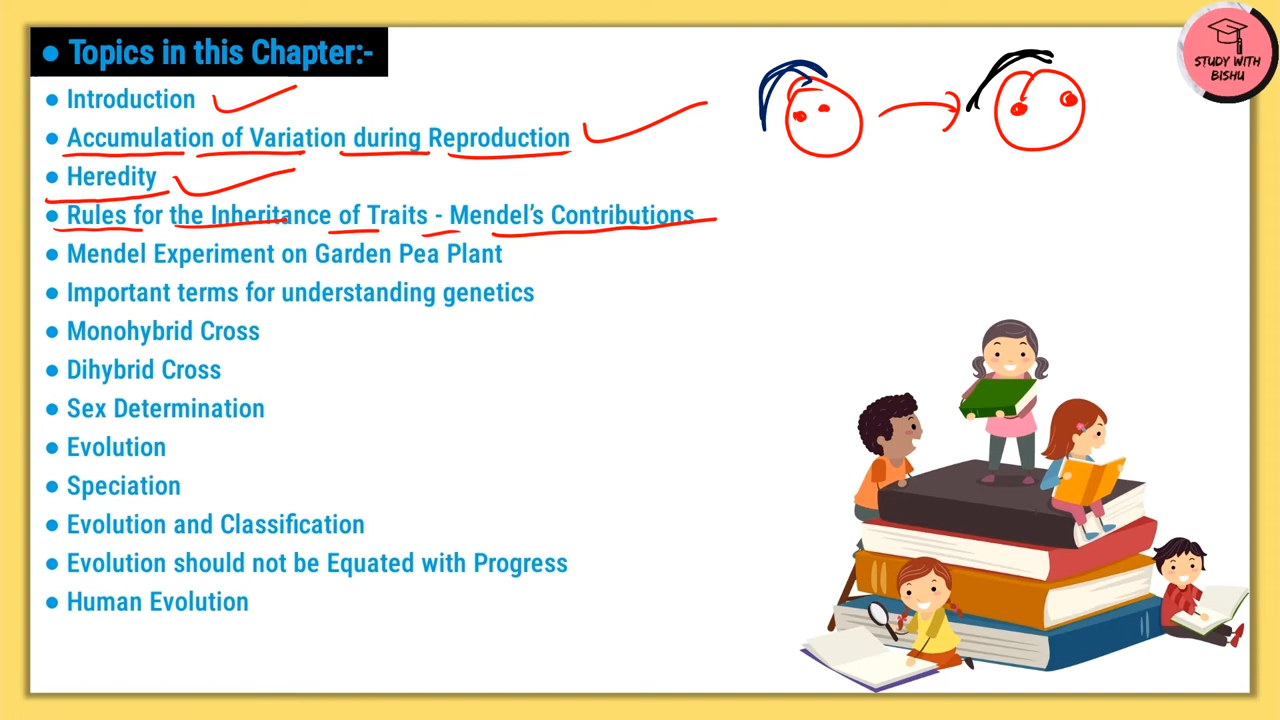 ● Topics in this Chapter:-
● Introduction
● Accumulation of Variation during Reproduction
● Heredity
● Rules for the Inheritance of Traits - Mendel's Contributions
● Mendel Experiment on Garden Pea Plant
● Important terms for understanding genetics
● Monohybrid Cross
● Dihybrid Cross
● Sex Determination
● Evolution
● Speciation
● Evolution and Classification
● Evolution should not be Equated with Progress
● Human Evolution
STUDY WITH
BISHU